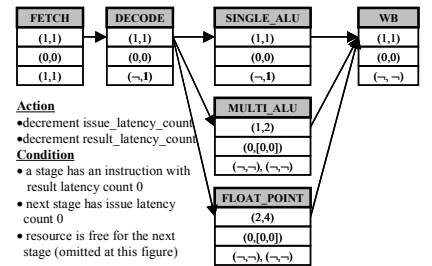 FETCH DECODE SINGLE_ALU WB
(1,1) (1,1) (1,1) (1,1)
(0,0) (0,0) (0,0) (0,0)
(1,1) (¬,1) (¬,1) (¬, ¬)
MULTI_ALU
(1,2)
(0,[0,0])
(¬,¬), (¬,¬)
FLOAT_POINT
(2,4)
(0,[0,0])
(¬,¬), (¬,¬)
Action
•decrement issue_latency_count
•decrement result_latency_count
Condition
• a stage has an instruction with
result latency count 0
• next stage has issue latency
count 0
• resource is free for the next
stage (omitted at this figure)